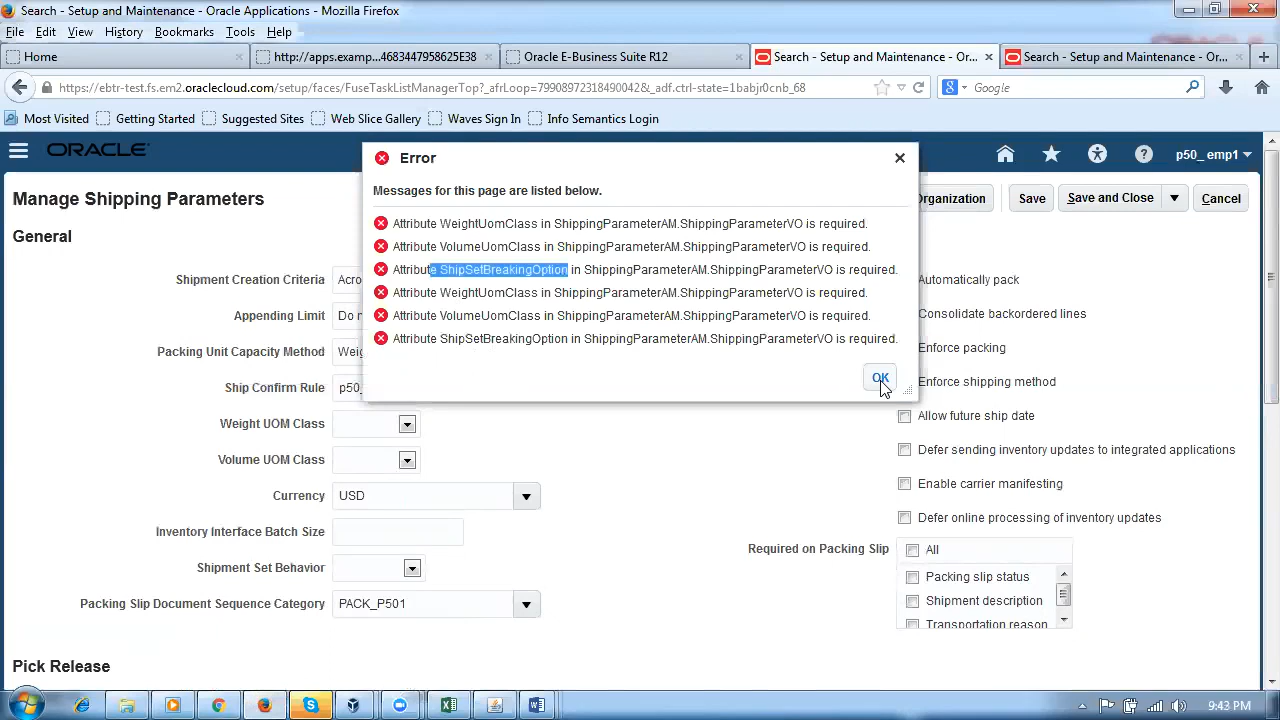 Search - Setup and Maintenance - Oracle Applications - Mozilla Firefox
File Edit View History Bookmarks Tools Help
Home
http://apps.examp...4683447958625E38
Oracle E-Business Suite R12
Search - Setup and Maintenance - Or...
Search - Setup and Maintenance - Or...
https://ebtr-test.fs.em2.oraclecloud.com/setup/faces/FuseTaskListManagerTop?_afrLoop=79908972318490042&_adf.ctrl-state=1babjr0cnb_68
Google
Most Visited Getting Started Suggested Sites Web Slice Gallery Waves Sign In Info Semantics Information
ORACLE
p50_ emp1
Manage Shipping Parameters
Organization Save Save and Close Cancel
Error
Messages for this page are listed below.
Attribute WeightUomClass in ShippingParameterAM.ShippingParameterVO is required.
Attribute VolumeUomClass in ShippingParameterAM.ShippingParameterVO is required.
Attribute ShipSetBreakingOption in ShippingParameterAM.ShippingParameterVO is required.
Attribute WeightUomClass in ShippingParameterAM.ShippingParameterVO is required.
Attribute VolumeUomClass in ShippingParameterAM.ShippingParameterVO is required.
Attribute ShipSetBreakingOption in ShippingParameterAM.ShippingParameterVO is required.
OK
General
Shipment Creation Criteria Acro
Appending Limit Do n
Packing Unit Capacity Method Weig
Ship Confirm Rule p50_
Weight UOM Class
Volume UOM Class
Currency USD
Inventory Interface Batch Size
Shipment Set Behavior
Packing Slip Document Sequence Category PACK_P501
Automatically pack
Consolidate backordered lines
Enforce packing
Enforce shipping method
Allow future ship date
Defer sending inventory updates to integrated applications
Enable carrier manifesting
Defer online processing of inventory updates
Required on Packing Slip All
Packing slip status
Shipment description
Transportation reason
Pick Release
9:43 PM